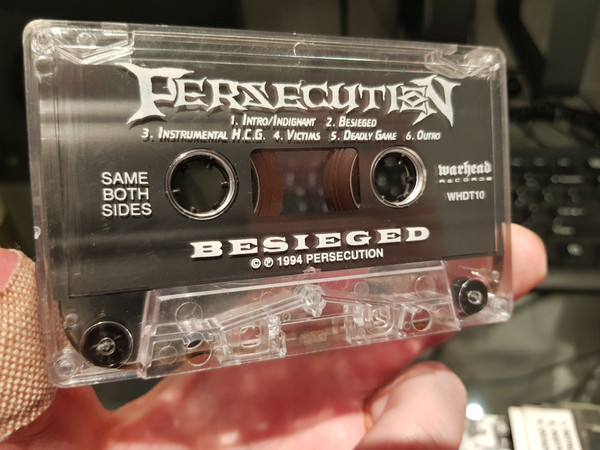 PERSECUTION
1. INTRO/INDIGNANT 2. BESIEGED
3. INSTRUMENTAL H.C.G. 4. VICTIMS 5. DEADLY GAME 6. OUTRO
SAME
BOTH
SIDES
warhead
RECORDS
WHDT10
BESIEGED
© ℗ 1994 PERSECUTION